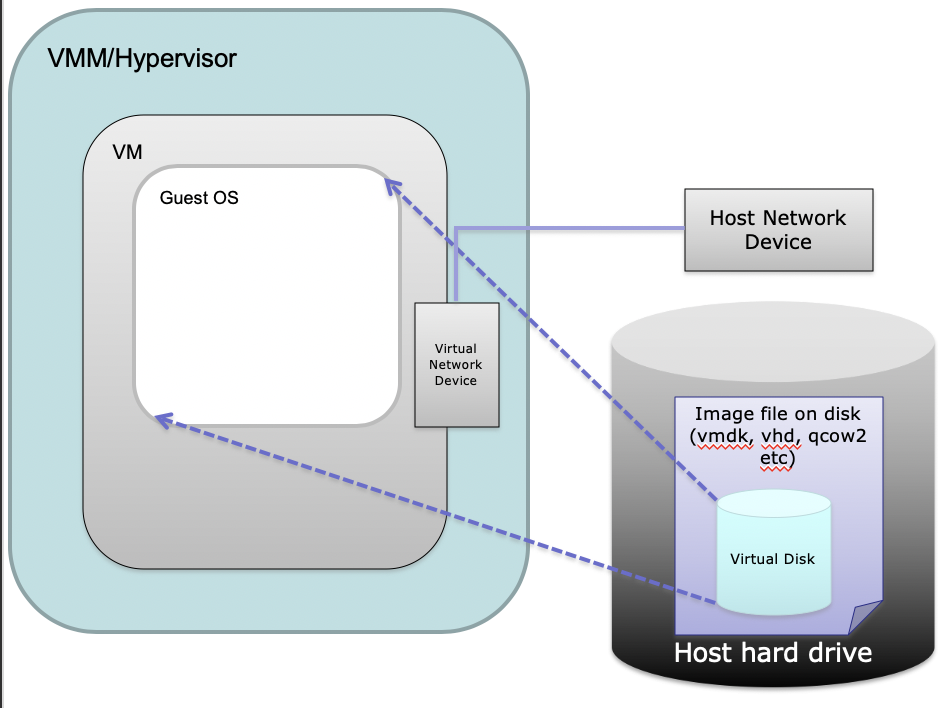 VMM/Hypervisor
VM
Guest OS
Host Network
Device
Virtual
Network
Device
Image file on disk
(vmdk, vhd, qcow2
etc)
Virtual Disk
Host hard drive